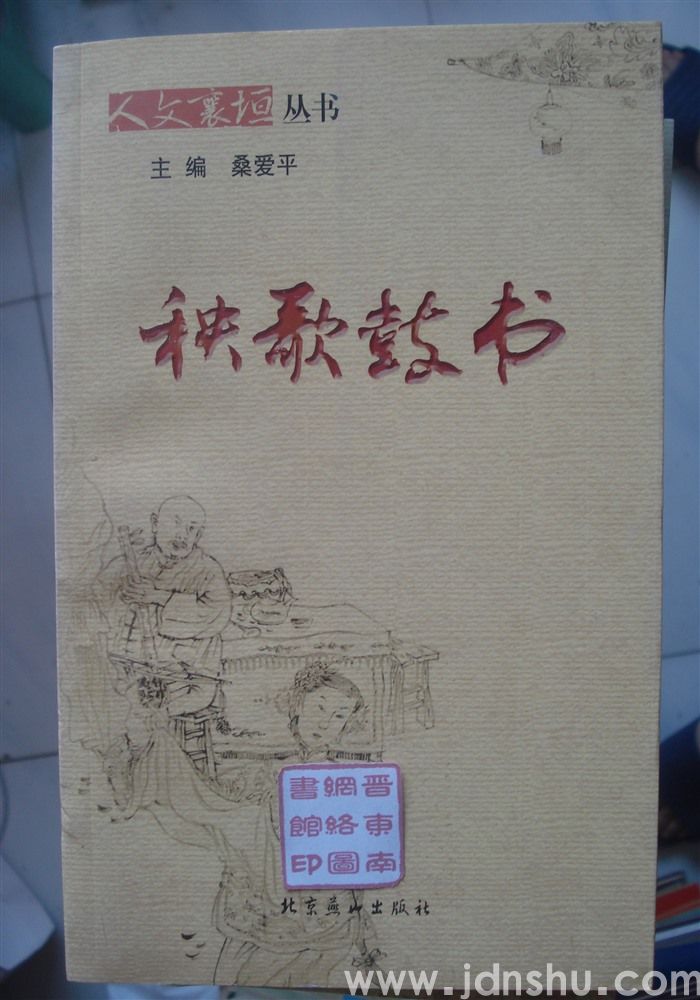 人文襄垣丛书
主编 桑爱平
秧歌鼓书
晋東南
網络圖
書館印
北京燕山出版社
www.jdnshu.com